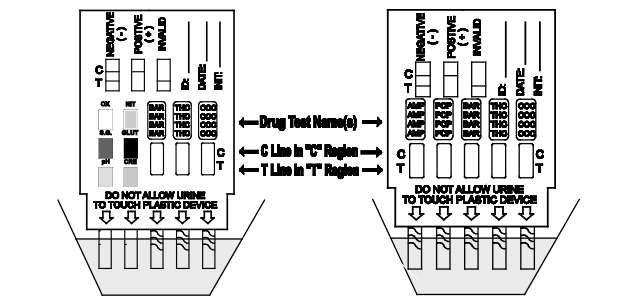 NEGATIVE (-)
POSTIVE (+)
INVALID
C
T
ID:
DATE:
INIT:
OX NIT
S.G. GLUT
pH CRE
BAR THC COC
BAR THC COC
BAR THC COC
BAR THC COC
C
T
DO NOT ALLOW URINE
TO TOUCH PLASTIC DEVICE
Drug Test Name(s)
C Line in "C" Region
T Line in "T" Region
NEGATIVE (-)
POSTIVE (+)
INVALID
C
T
ID:
DATE:
INIT:
AMP PCP BAR THC COC
AMP PCP BAR THC COC
AMP PCP BAR THC COC
AMP PCP BAR THC COC
C
T
C
T
DO NOT ALLOW URINE
TO TOUCH PLASTIC DEVICE